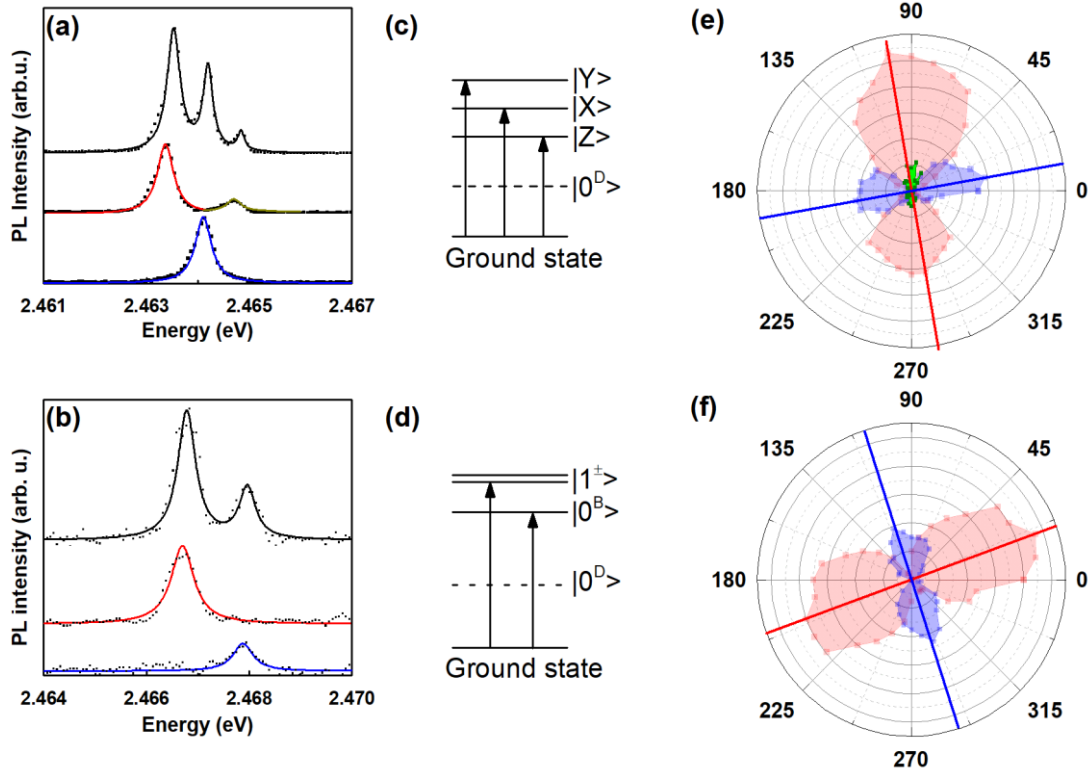 (a)
PL Intensity (arb.u.)
2.461 2.463 2.465 2.467
Energy (eV)
(c)
|Y>
|X>
|Z>
|0ᴰ>
Ground state
(e)
90
135 45
180 0
225 315
270
(b)
PL intensity (arb. u.)
2.464 2.466 2.468 2.470
Energy (eV)
(d)
|1±>
|0ᴮ>
|0ᴰ>
Ground state
(f)
90
135 45
180 0
225 315
270